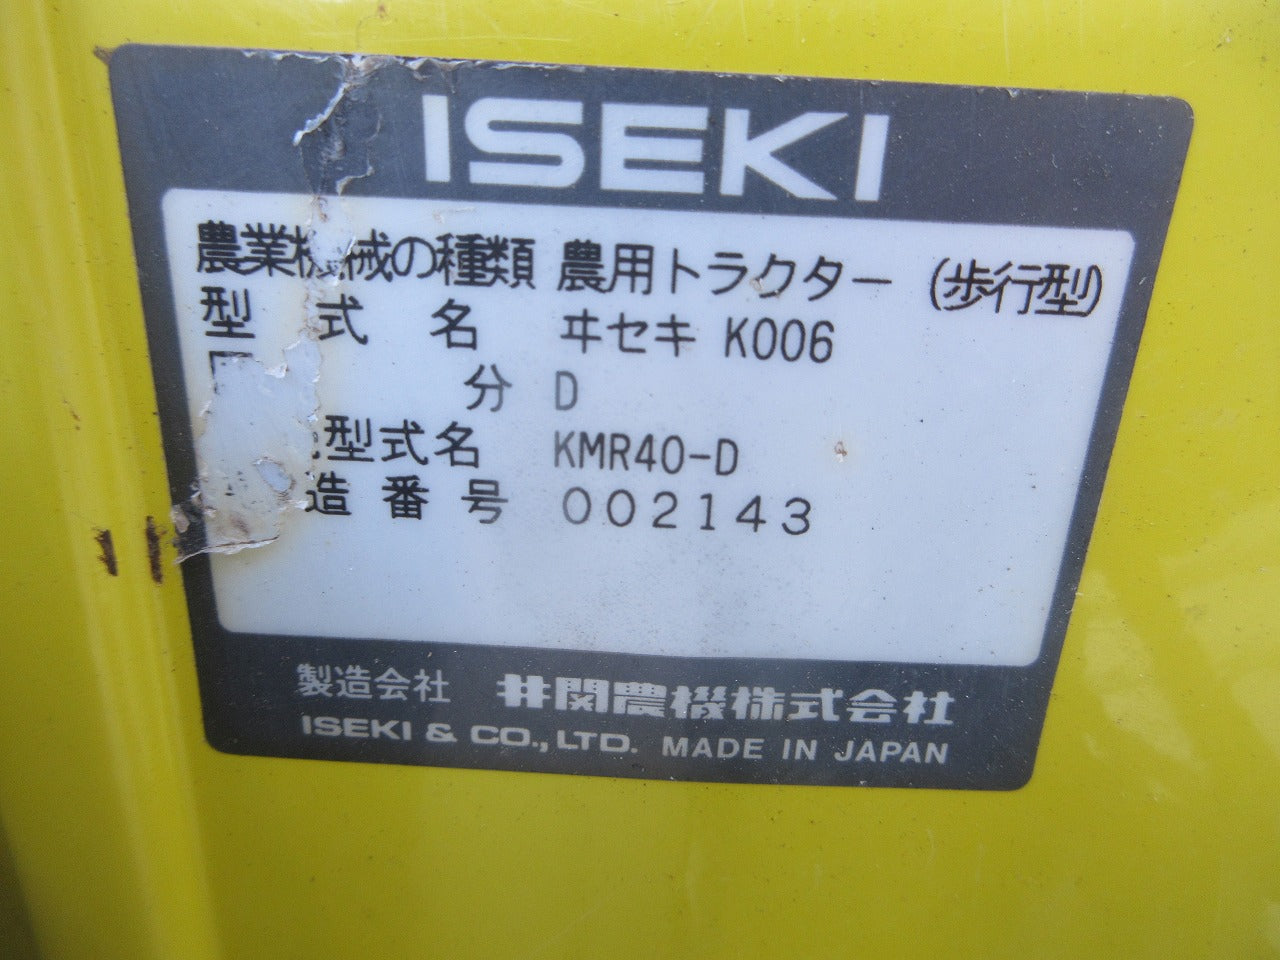 ISEKI
農業機械の種類 農用トラクター (歩行型)
型式名 ヰセキ K006
分 D
型式名 KMR40-D
造番号 002143
製造会社 井関農機株式会社
ISEKI & CO., LTD. MADE IN JAPAN